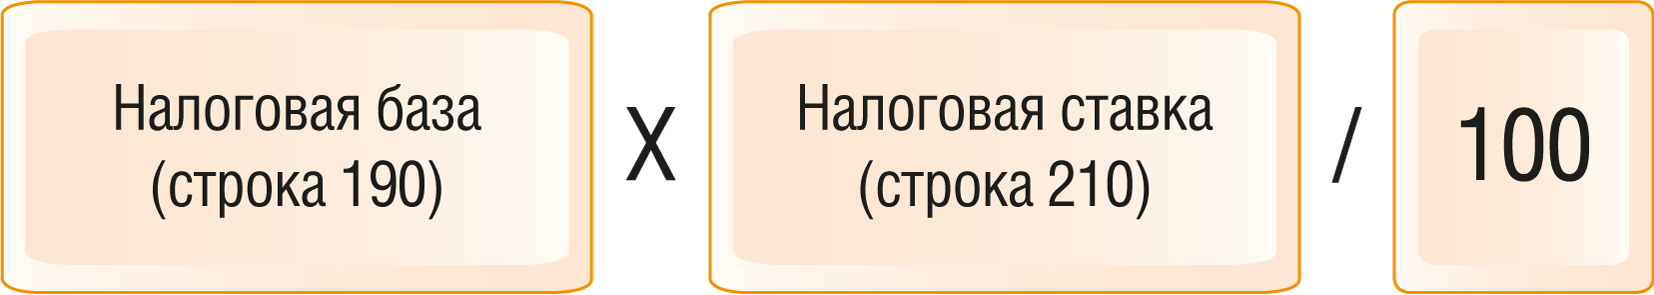 Налоговая база
(строка 190)
X
Налоговая ставка
(строка 210)
/
100